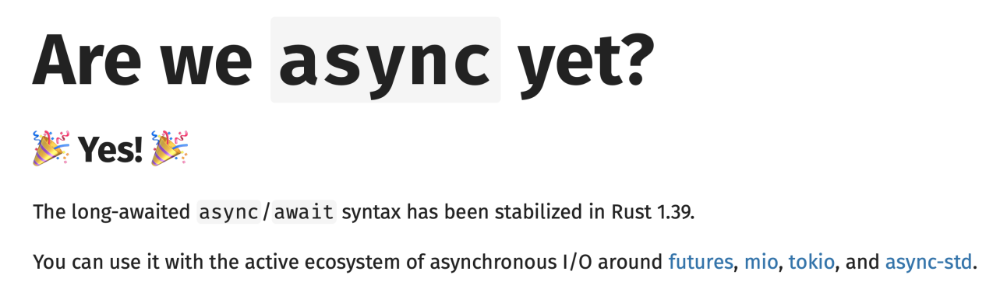 Are we async yet?
🎉 Yes! 🎉
The long-awaited async/await syntax has been stabilized in Rust 1.39.
You can use it with the active ecosystem of asynchronous I/O around futures, mio, tokio, and async-std.